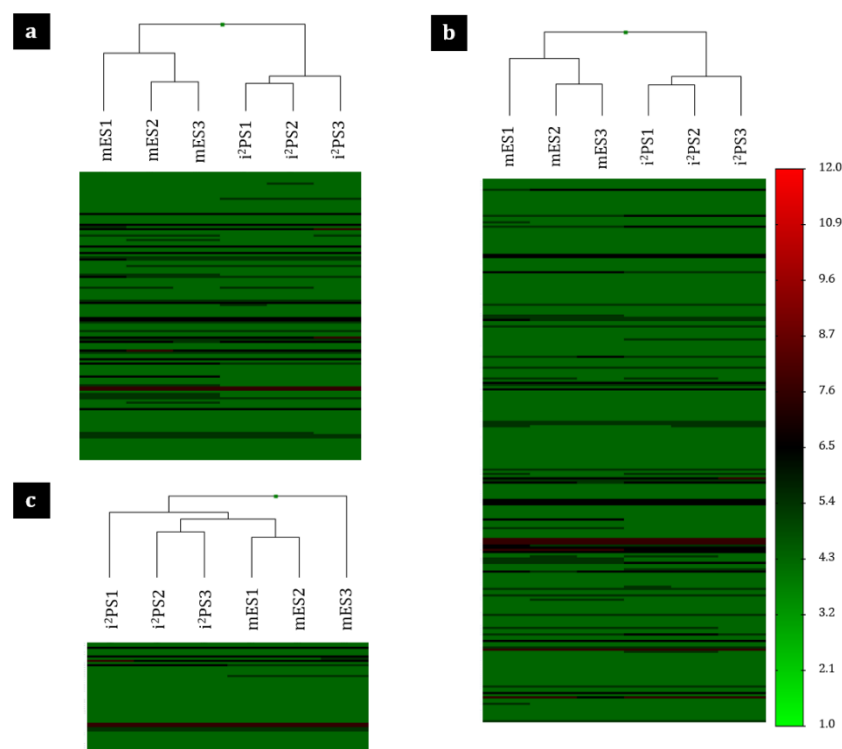 a
mES1
mES2
mES3
i²PS1
i²PS2
i²PS3
b
mES1
mES2
mES3
i²PS1
i²PS2
i²PS3
12.0
10.9
9.6
8.7
7.6
6.5
5.4
4.3
3.2
2.1
1.0
c
i²PS1
i²PS2
i²PS3
mES1
mES2
mES3